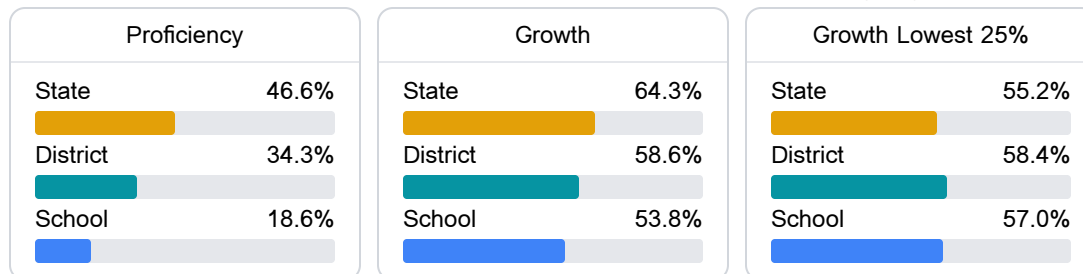 Proficiency
State 46.6%
District 34.3%
School 18.6%
Growth
State 64.3%
District 58.6%
School 53.8%
Growth Lowest 25%
State 55.2%
District 58.4%
School 57.0%